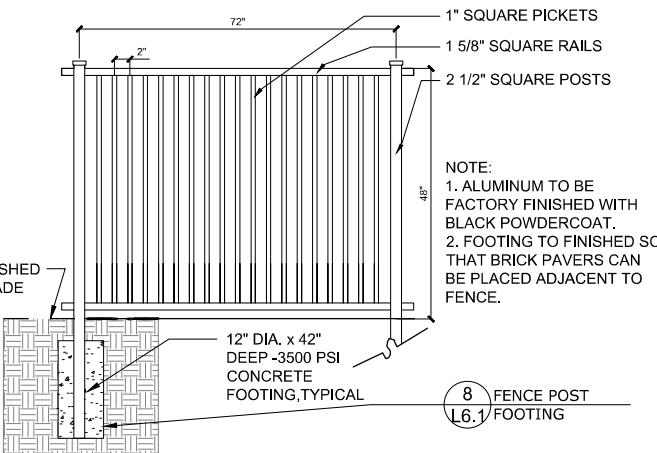 72"
2"
1" SQUARE PICKETS
1 5/8" SQUARE RAILS
2 1/2" SQUARE POSTS
48"
NOTE:
1. ALUMINUM TO BE
FACTORY FINISHED WITH
BLACK POWDERCOAT.
2. FOOTING TO FINISHED SO
THAT BRICK PAVERS CAN
BE PLACED ADJACENT TO
FENCE.
SHED
ADE
12" DIA. x 42"
DEEP -3500 PSI
CONCRETE
FOOTING,TYPICAL
8
L6.1
FENCE POST
FOOTING